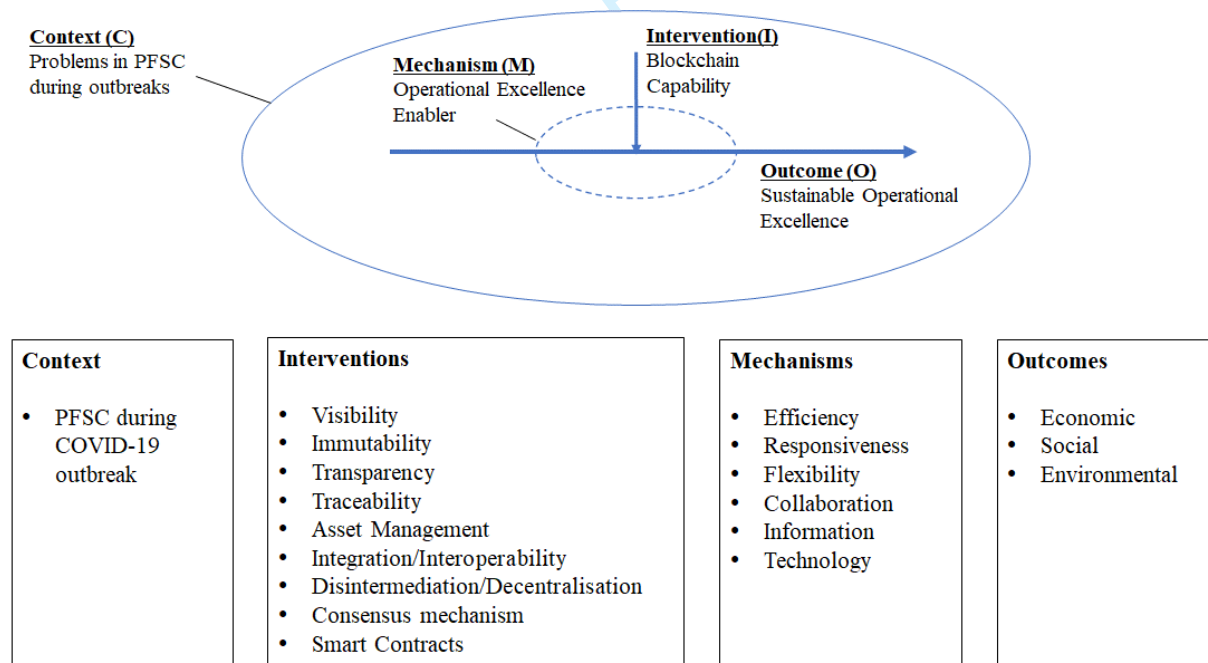 Context (C)
Problems in PFSC
during outbreaks
Mechanism (M)
Operational Excellence
Enabler
Intervention(I)
Blockchain
Capability
Outcome (O)
Sustainable Operational
Excellence
Context
• PFSC during
COVID-19
outbreak
Interventions
• Visibility
• Immutability
• Transparency
• Traceability
• Asset Management
• Integration/Interoperability
• Disintermediation/Decentralisation
• Consensus mechanism
• Smart Contracts
Mechanisms
• Efficiency
• Responsiveness
• Flexibility
• Collaboration
• Information
• Technology
Outcomes
• Economic
• Social
• Environmental